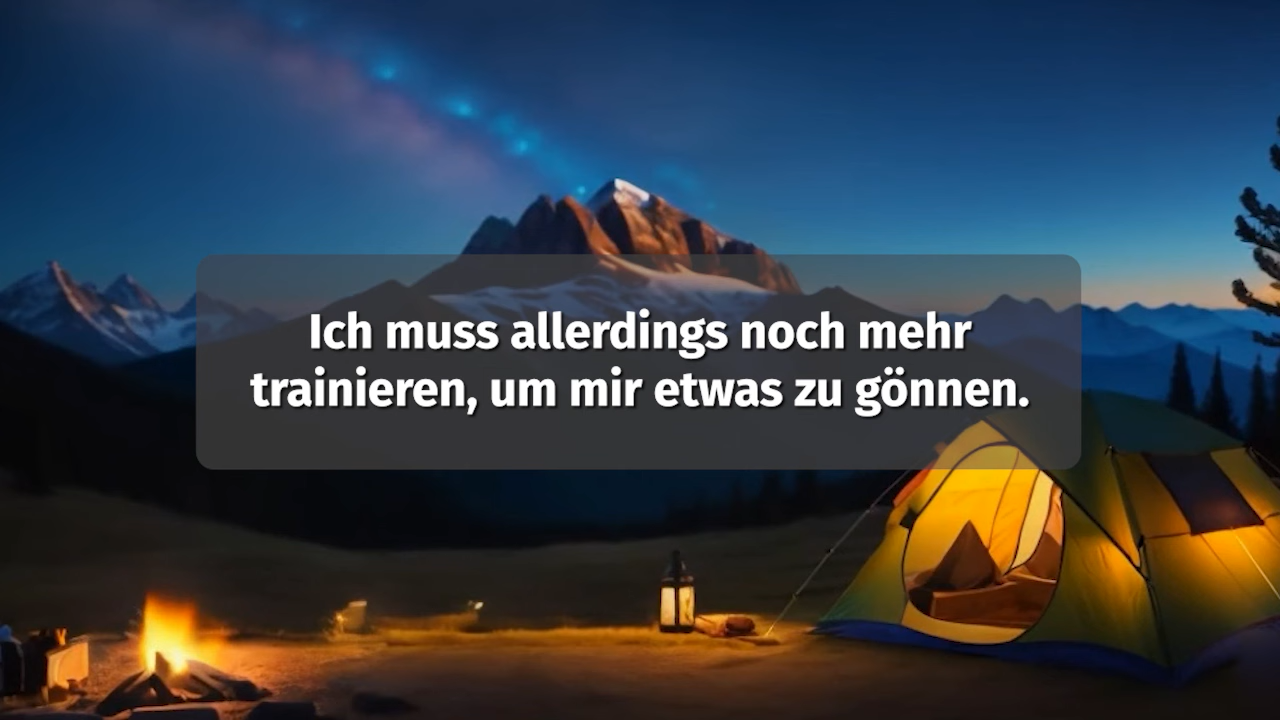 Ich muss allerdings noch mehr
trainieren, um mir etwas zu gönnen.